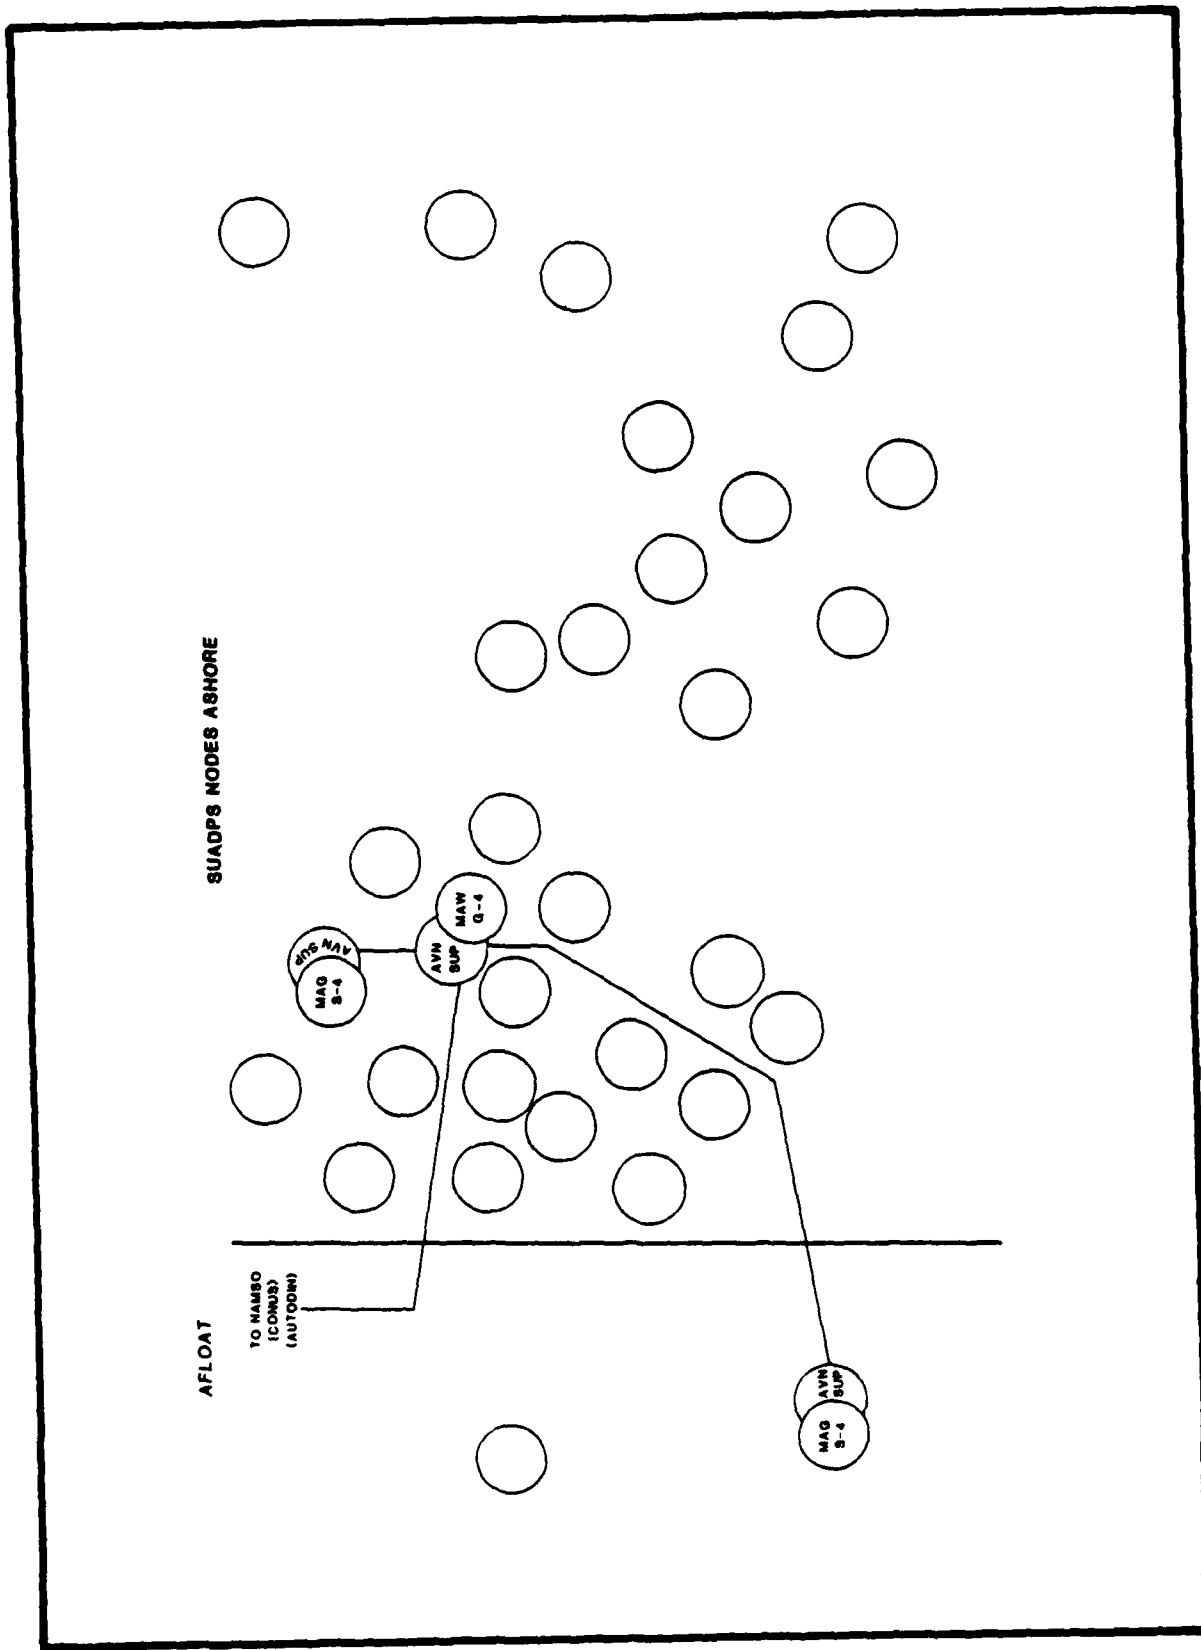 SUADPS NODES ASHORE
AFLOAT
TO NAMSO
(CONUS)
(AUTODIN)
AVN SUP
MAG
S-4
AVN
SUP
MAW
G-4
AVN
SUP
MAG
S-4